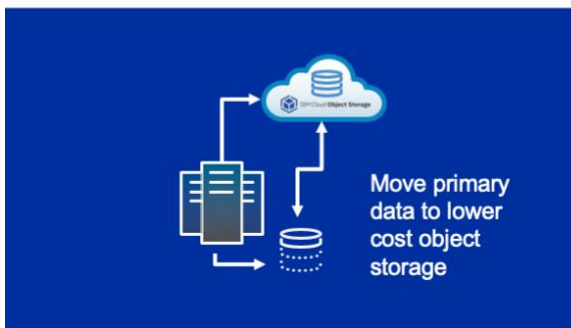 IBM Cloud Object Storage
Move primary
data to lower
cost object
storage